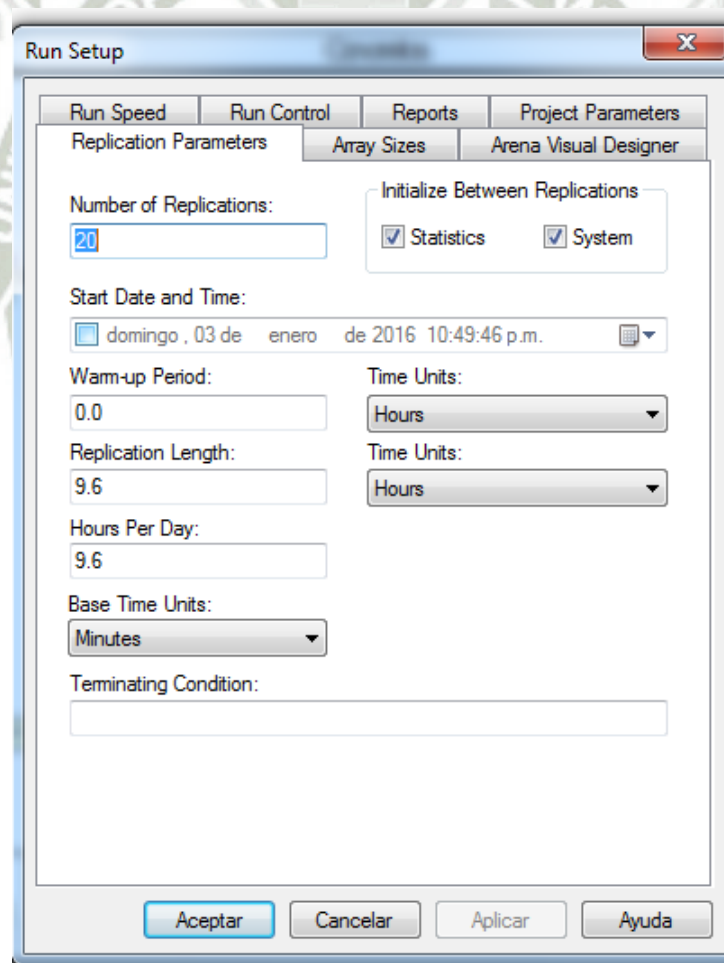 Run Setup
Run Speed Run Control Reports Project Parameters
Replication Parameters Array Sizes Arena Visual Designer
Number of Replications: Initialize Between Replications
20 Statistics System
Start Date and Time:
domingo , 03 de enero de 2016 10:49:46 p.m.
Warm-up Period: Time Units:
0.0 Hours
Replication Length: Time Units:
9.6 Hours
Hours Per Day:
9.6
Base Time Units:
Minutes
Terminating Condition:
Aceptar Cancelar Aplicar Ayuda